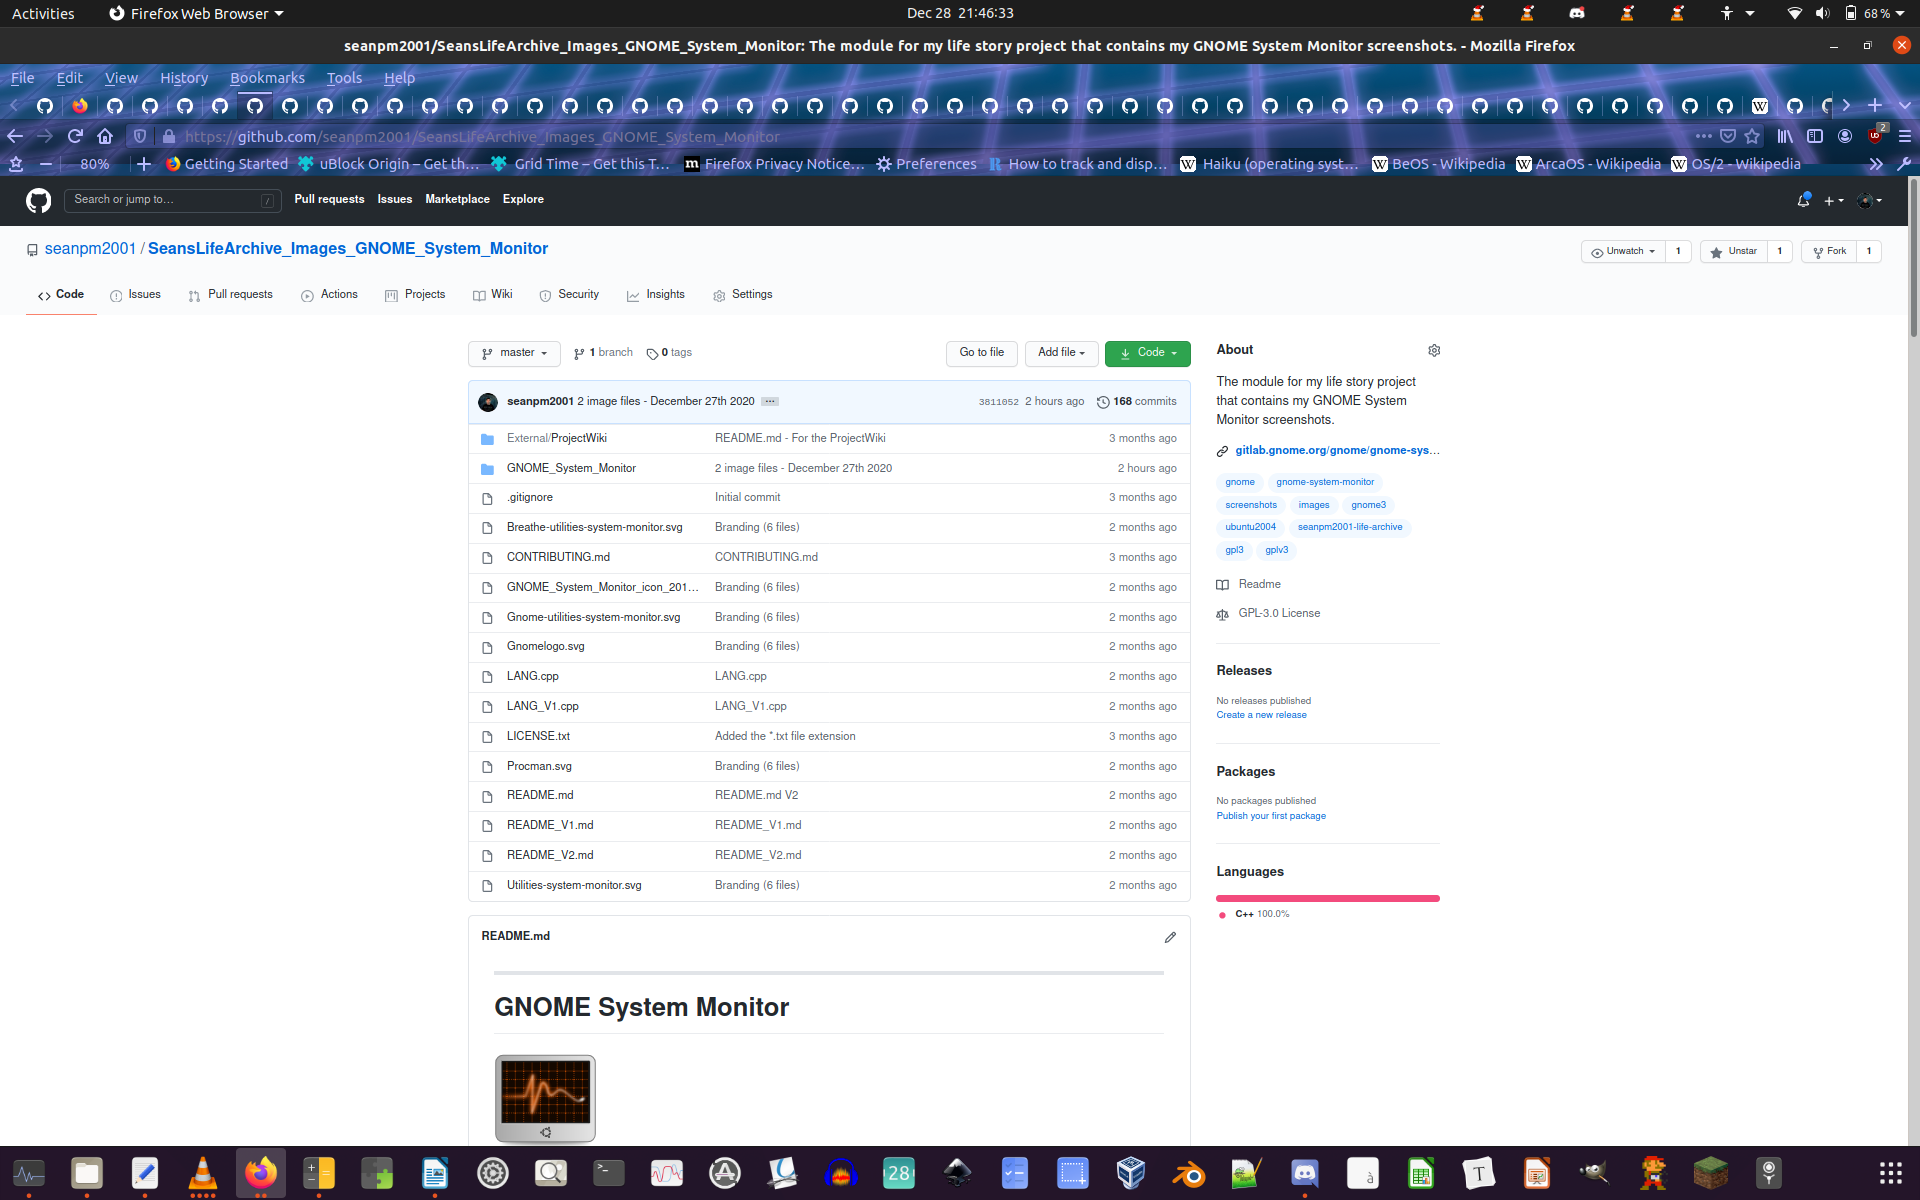 Activities Firefox Web Browser Dec 28 21:46:33 68 %
seanpm2001/SeansLifeArchive_Images_GNOME_System_Monitor: The module for my life story project that contains my GNOME System Monitor screenshots. - Mozilla Firefox
File Edit View History Bookmarks Tools Help
https://github.com/seanpm2001/SeansLifeArchive_Images_GNOME_System_Monitor 2
80% Getting Started uBlock Origin – Get th… Grid Time – Get this T… Firefox Privacy Notice… Preferences How to track and disp… Haiku (operating syst… BeOS - Wikipedia ArcaOS - Wikipedia OS/2 - Wikipedia
Search or jump to… / Pull requests Issues Marketplace Explore
seanpm2001 / SeansLifeArchive_Images_GNOME_System_Monitor Unwatch 1 Unstar 1 Fork 1
Code Issues Pull requests Actions Projects Wiki Security Insights Settings
master 1 branch 0 tags Go to file Add file Code
seanpm2001 2 image files - December 27th 2020 ... 3811052 2 hours ago 168 commits
External/ProjectWiki README.md - For the ProjectWiki 3 months ago
GNOME_System_Monitor 2 image files - December 27th 2020 2 hours ago
.gitignore Initial commit 3 months ago
Breathe-utilities-system-monitor.svg Branding (6 files) 2 months ago
CONTRIBUTING.md CONTRIBUTING.md 3 months ago
GNOME_System_Monitor_icon_201… Branding (6 files) 2 months ago
Gnome-utilities-system-monitor.svg Branding (6 files) 2 months ago
Gnomelogo.svg Branding (6 files) 2 months ago
LANG.cpp LANG.cpp 2 months ago
LANG_V1.cpp LANG_V1.cpp 2 months ago
LICENSE.txt Added the *.txt file extension 3 months ago
Procman.svg Branding (6 files) 2 months ago
README.md README.md V2 2 months ago
README_V1.md README_V1.md 2 months ago
README_V2.md README_V2.md 2 months ago
Utilities-system-monitor.svg Branding (6 files) 2 months ago
README.md
GNOME System Monitor
About
The module for my life story project
that contains my GNOME System
Monitor screenshots.
gitlab.gnome.org/gnome/gnome-sys…
gnome gnome-system-monitor
screenshots images gnome3
ubuntu2004 seanpm2001-life-archive
gpl3 gplv3
Readme
GPL-3.0 License
Releases
No releases published
Create a new release
Packages
No packages published
Publish your first package
Languages
C++ 100.0%
28